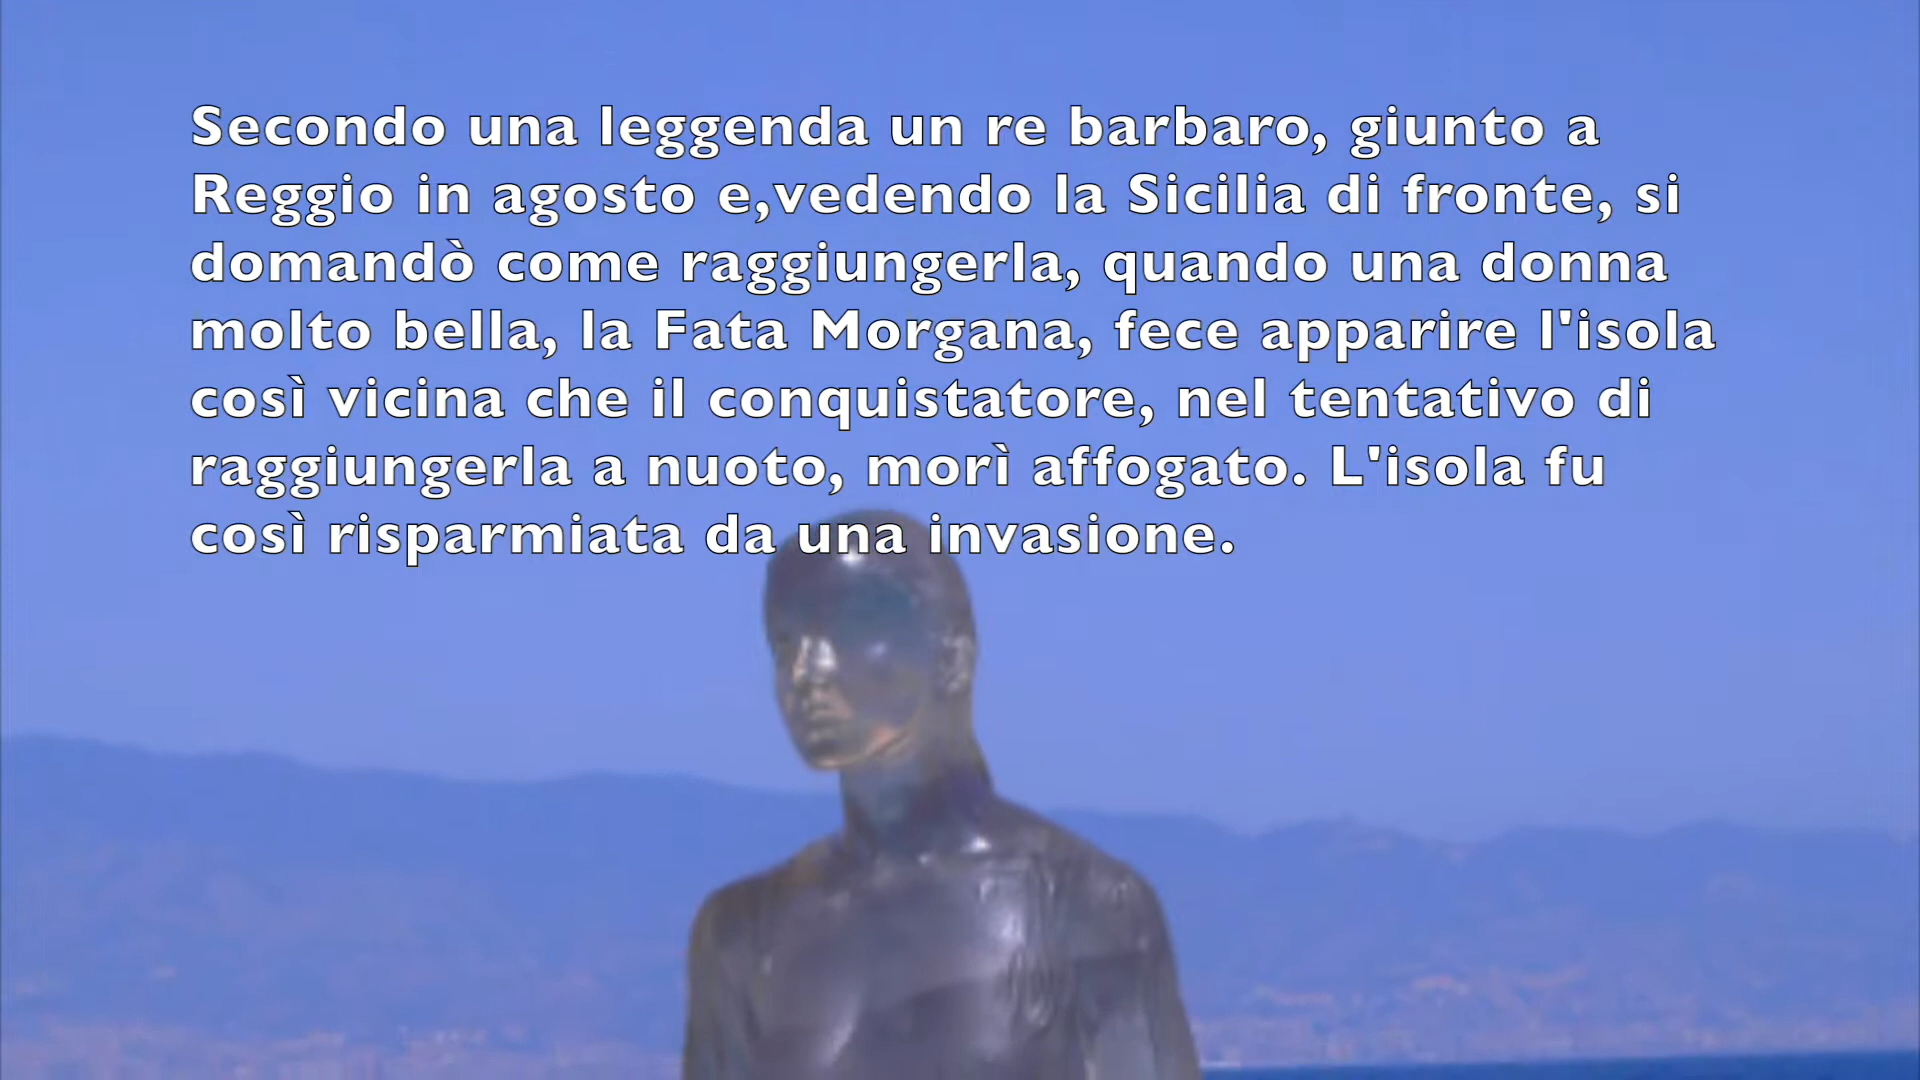 Secondo una leggenda un re barbaro, giunto a
Reggio in agosto e,vedendo la Sicilia di fronte, si
domandò come raggiungerla, quando una donna
molto bella, la Fata Morgana, fece apparire l'isola
così vicina che il conquistatore, nel tentativo di
raggiungerla a nuoto, morì affogato. L'isola fu
così risparmiata da una invasione.